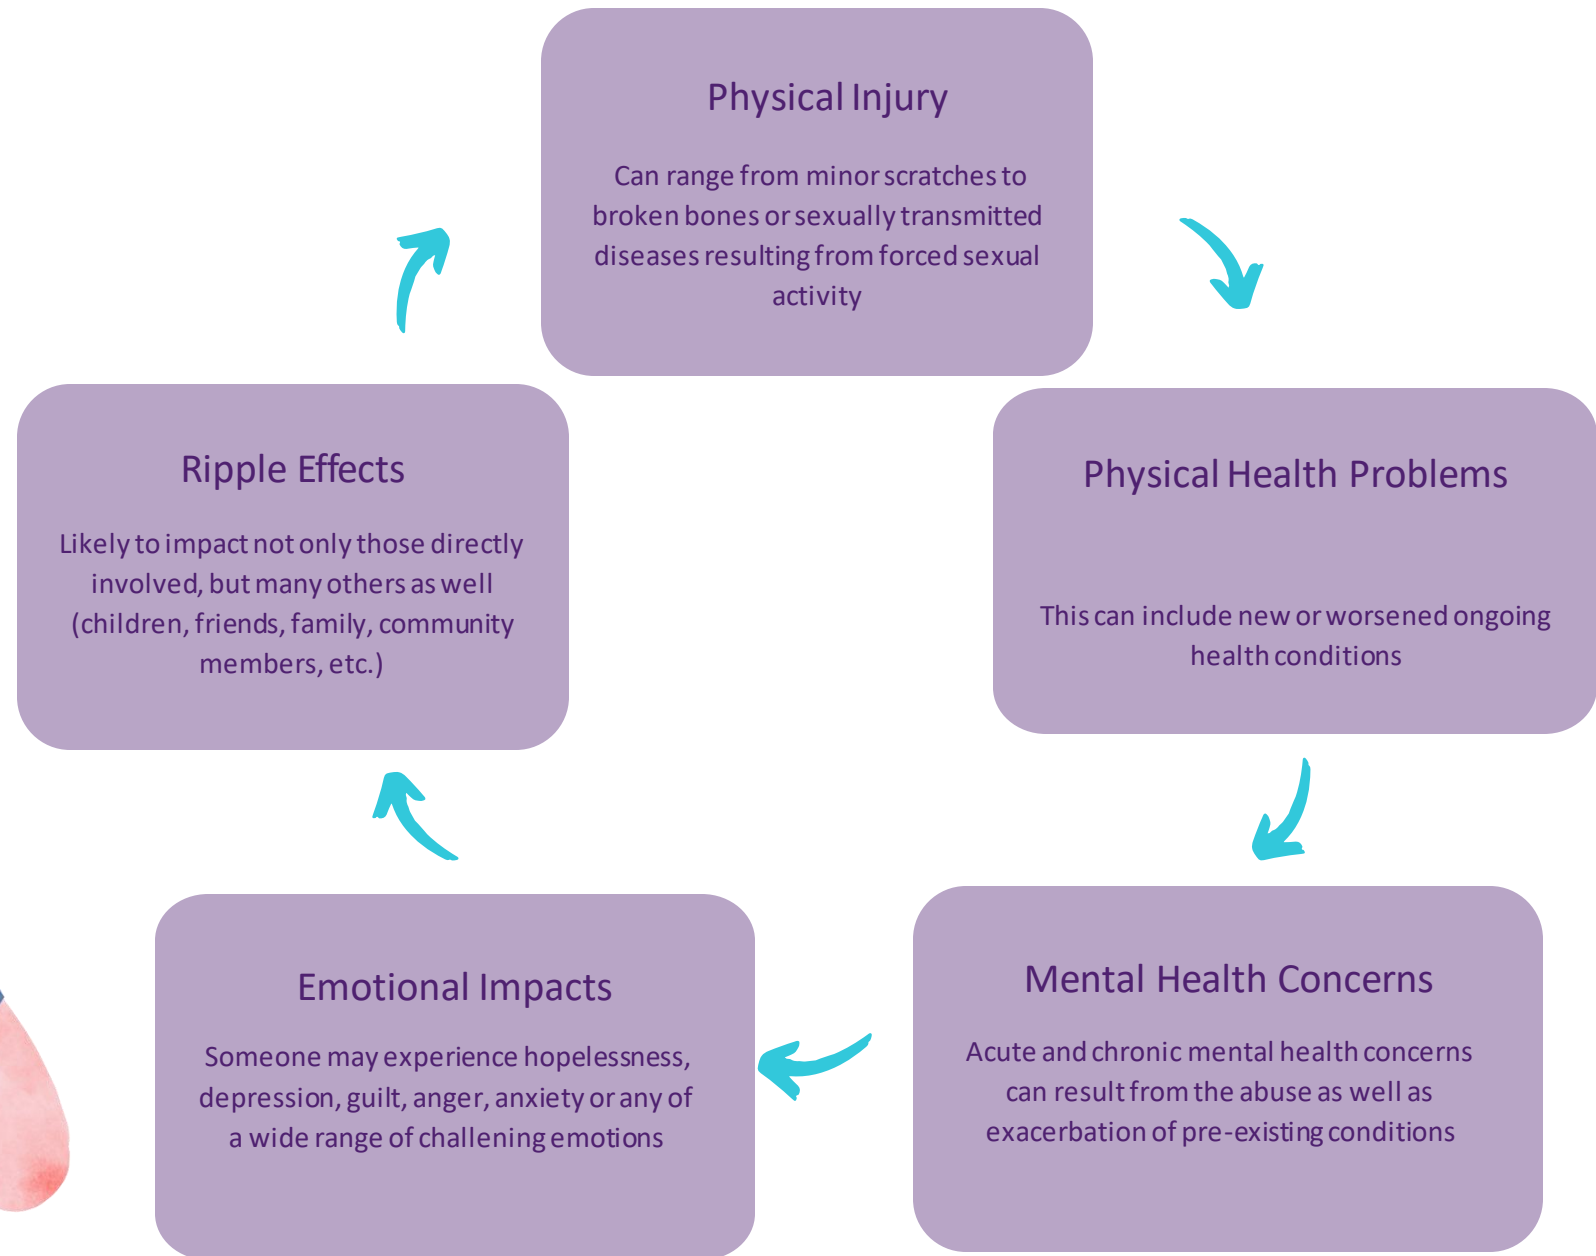 Physical Injury
Can range from minor scratches to
broken bones or sexually transmitted
diseases resulting from forced sexual
activity
Physical Health Problems
This can include new or worsened ongoing
health conditions
Mental Health Concerns
Acute and chronic mental health concerns
can result from the abuse as well as
exacerbation of pre-existing conditions
Emotional Impacts
Someone may experience hopelessness,
depression, guilt, anger, anxiety or any of
a wide range of challening emotions
Ripple Effects
Likely to impact not only those directly
involved, but many others as well
(children, friends, family, community
members, etc.)